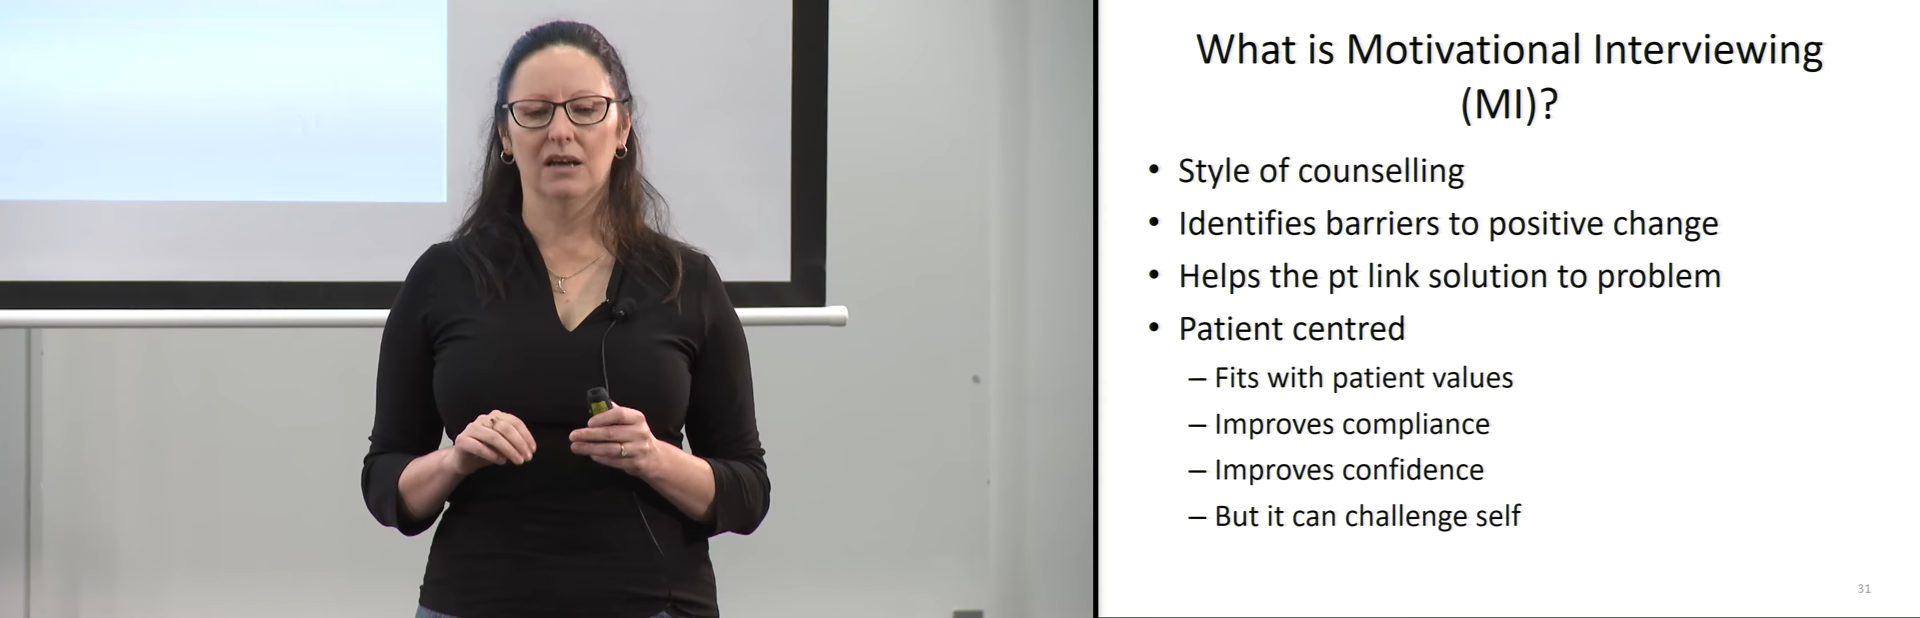 What is Motivational Interviewing
(MI)?
• Style of counselling
• Identifies barriers to positive change
• Helps the pt link solution to problem
• Patient centred
– Fits with patient values
– Improves compliance
– Improves confidence
– But it can challenge self
31